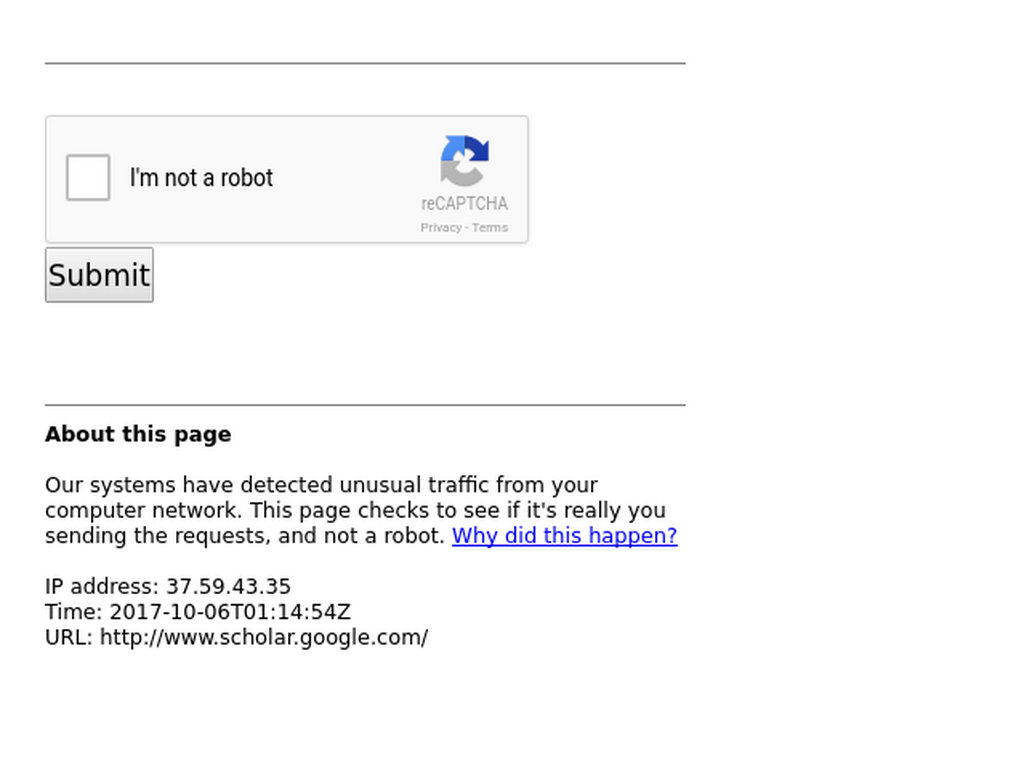 I'm not a robot
reCAPTCHA
Privacy - Terms
Submit
About this page
Our systems have detected unusual traffic from your
computer network. This page checks to see if it's really you
sending the requests, and not a robot. Why did this happen?
IP address: 37.59.43.35
Time: 2017-10-06T01:14:54Z
URL: http://www.scholar.google.com/